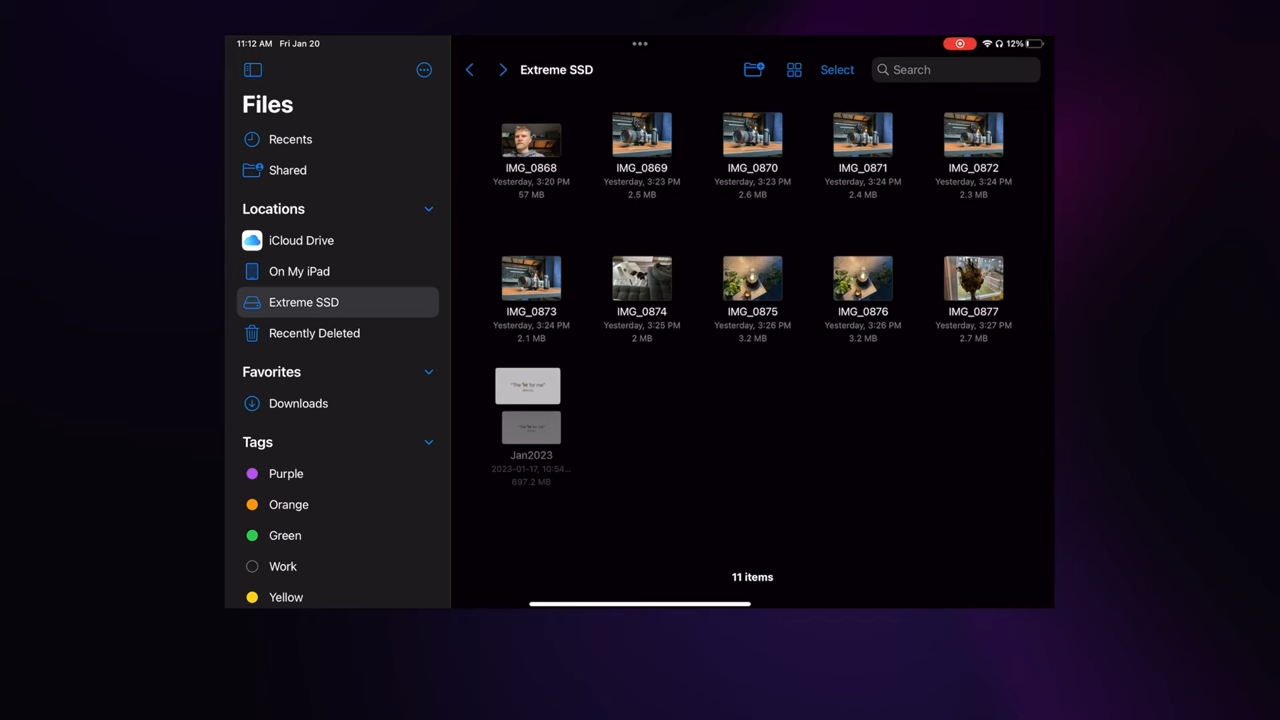 11:12 AM Fri Jan 20
12%
Files
Recents
Shared
Locations
iCloud Drive
On My iPad
Extreme SSD
Recently Deleted
Favorites
Downloads
Tags
Purple
Orange
Green
Work
Yellow
Extreme SSD
Select
Search
IMG_0868
Yesterday, 3:20 PM
57 MB
IMG_0869
Yesterday, 3:23 PM
2.5 MB
IMG_0870
Yesterday, 3:23 PM
2.6 MB
IMG_0871
Yesterday, 3:24 PM
2.4 MB
IMG_0872
Yesterday, 3:24 PM
2.3 MB
IMG_0873
Yesterday, 3:24 PM
2.1 MB
IMG_0874
Yesterday, 3:25 PM
2 MB
IMG_0875
Yesterday, 3:26 PM
3.2 MB
IMG_0876
Yesterday, 3:26 PM
3.2 MB
IMG_0877
Yesterday, 3:27 PM
2.7 MB
Jan2023
2023-01-17, 10:54...
697.2 MB
11 items